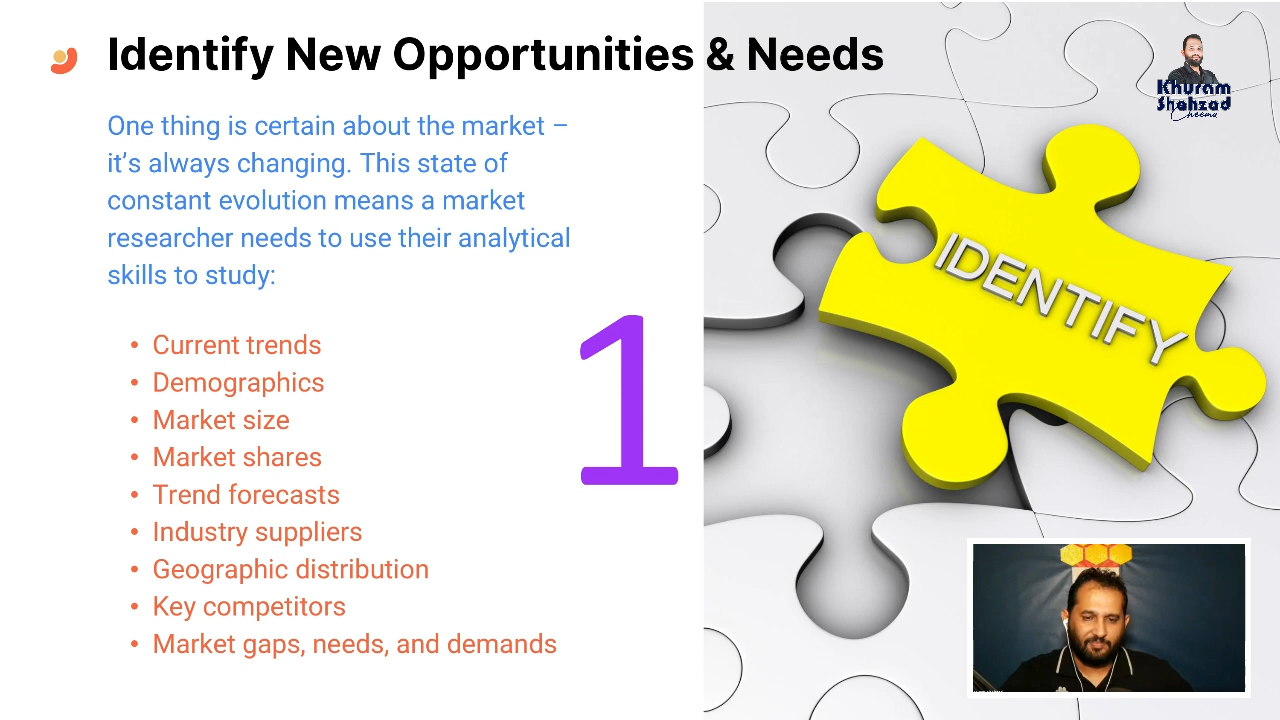 Identify New Opportunities & Needs
Khuram
Shahzad
Cheema
One thing is certain about the market –
it’s always changing. This state of
constant evolution means a market
researcher needs to use their analytical
skills to study:
• Current trends
• Demographics
• Market size
• Market shares
• Trend forecasts
• Industry suppliers
• Geographic distribution
• Key competitors
• Market gaps, needs, and demands
1
IDENTIFY